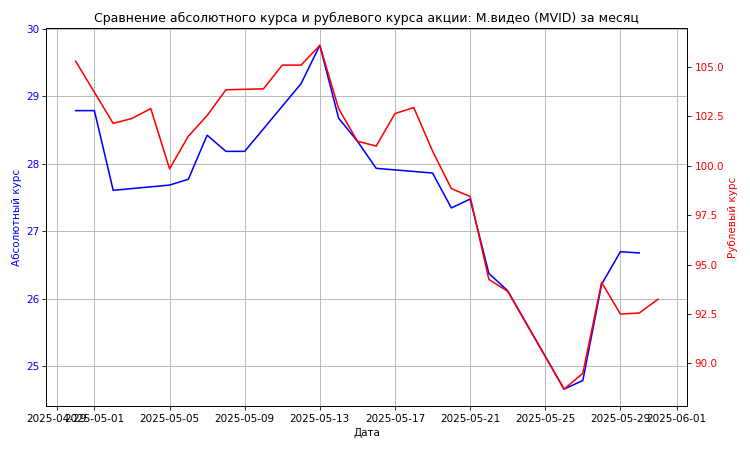 Сравнение абсолютного курса и рублевого курса акции: М.видео (MVID) за месяц
30
29
28
27
26
25
Абсолютный курс
105.0
102.5
100.0
97.5
95.0
92.5
90.0
Рублевый курс
2025-04-29 2025-05-01 2025-05-05 2025-05-09 2025-05-13 2025-05-17 2025-05-21 2025-05-25 2025-05-29 2025-06-01
Дата